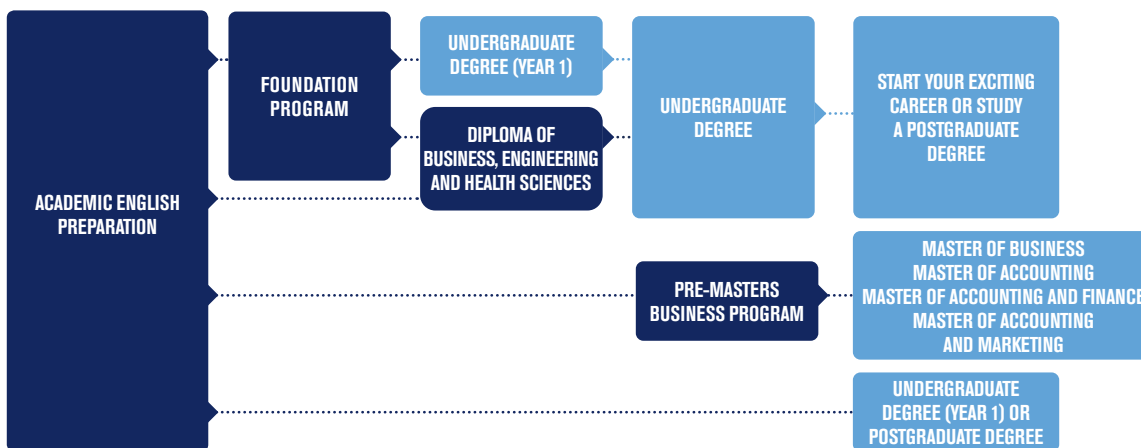 ACADEMIC ENGLISH
PREPARATION
FOUNDATION
PROGRAM
UNDERGRADUATE
DEGREE (YEAR 1)
DIPLOMA OF
BUSINESS, ENGINEERING
AND HEALTH SCIENCES
UNDERGRADUATE
DEGREE
START YOUR EXCITING
CAREER OR STUDY
A POSTGRADUATE
DEGREE
PRE-MASTERS
BUSINESS PROGRAM
MASTER OF BUSINESS
MASTER OF ACCOUNTING
MASTER OF ACCOUNTING AND FINANCE
MASTER OF ACCOUNTING
AND MARKETING
UNDERGRADUATE
DEGREE (YEAR 1) OR
POSTGRADUATE DEGREE